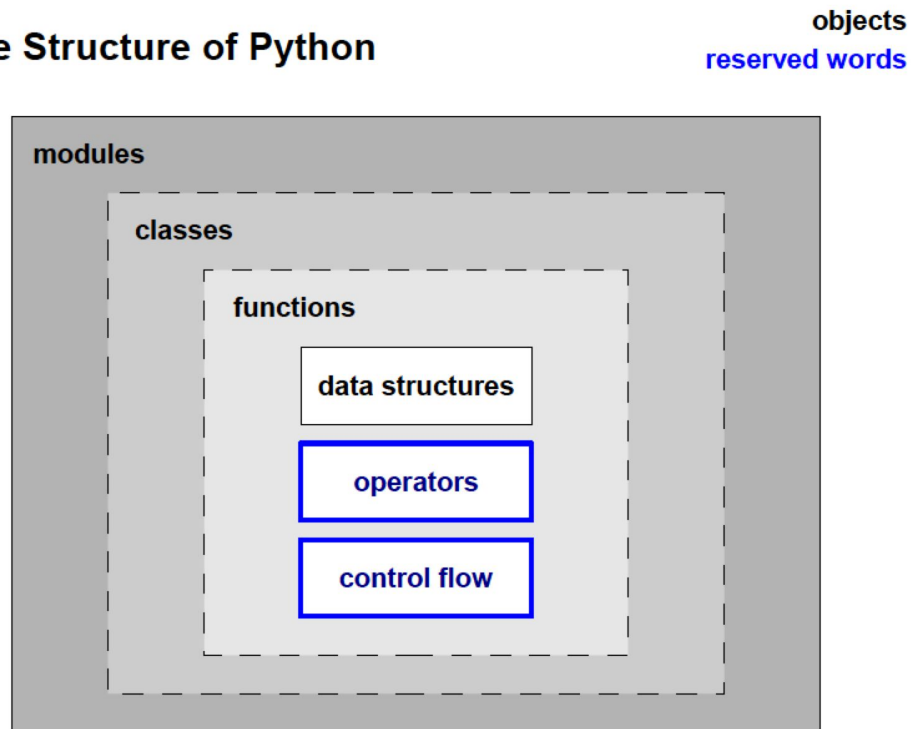 e Structure of Python
objects
reserved words
modules
classes
functions
data structures
operators
control flow